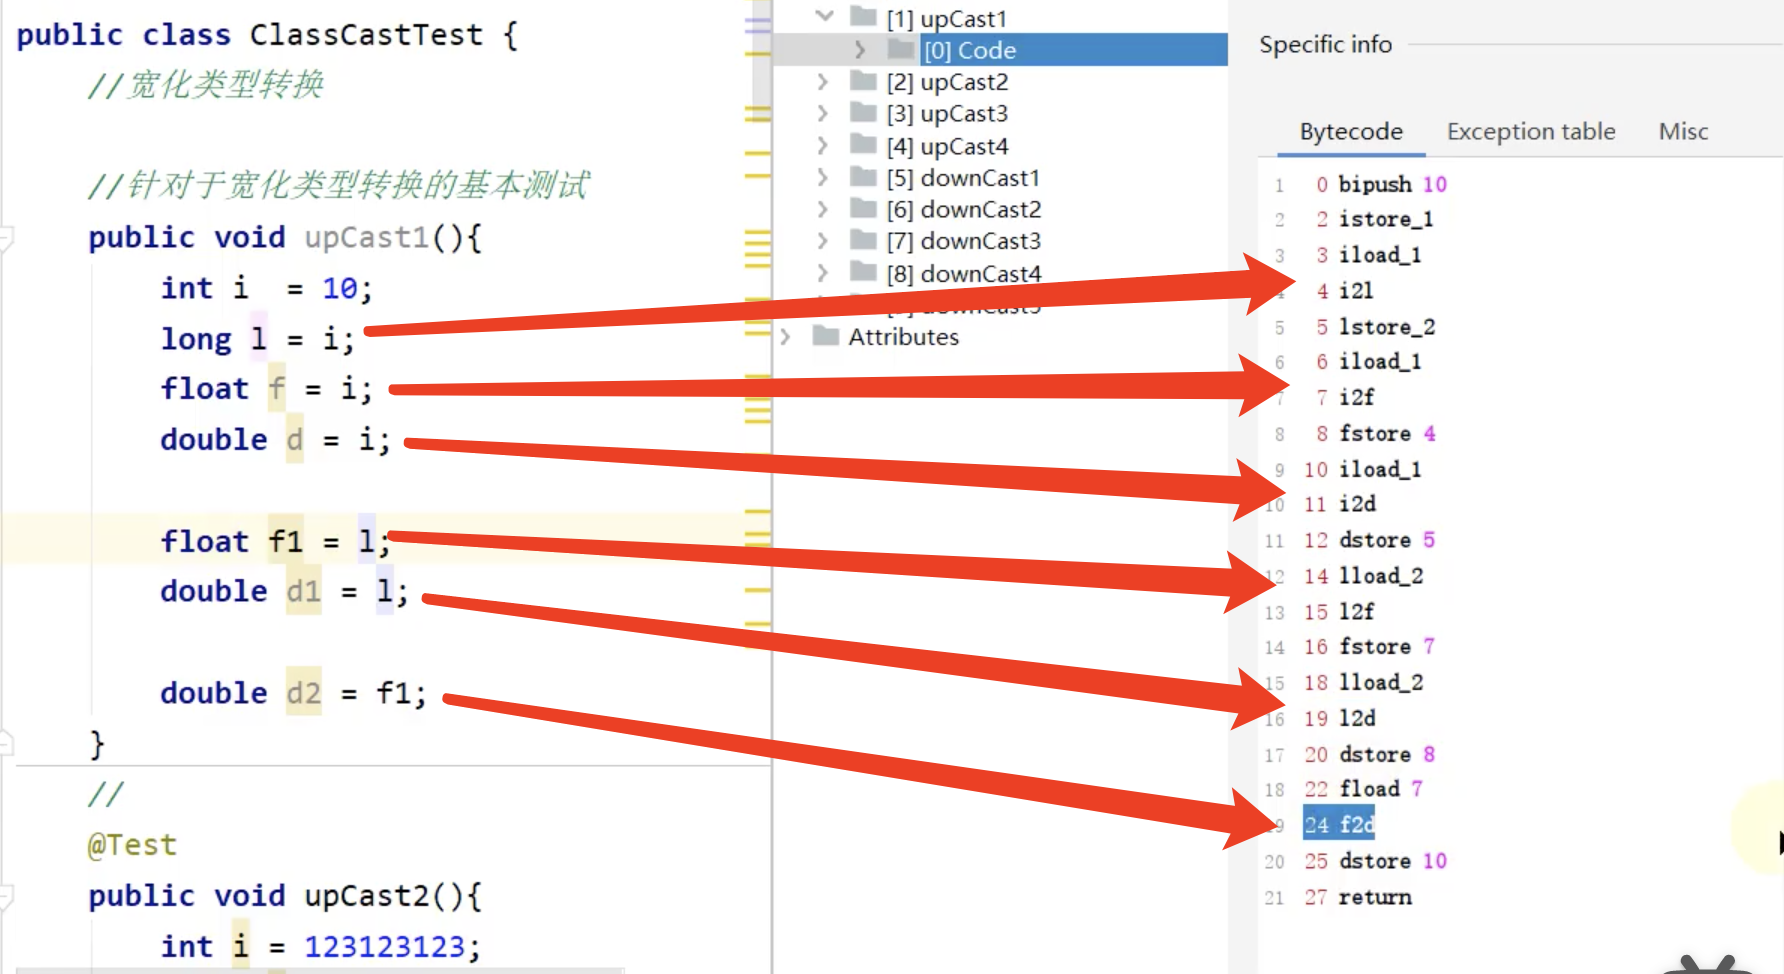 public class ClassCastTest {
//宽化类型转换
//针对于宽化类型转换的基本测试
public void upCast1(){
int i  = 10;
long l = i;
float f = i;
double d = i;
float f1 = l;
double d1 = l;
double d2 = f1;
}
//
@Test
public void upCast2(){
int i = 123123123;
[1] upCast1
[0] Code
[2] upCast2
[3] upCast3
[4] upCast4
[5] downCast1
[6] downCast2
[7] downCast3
[8] downCast4
Attributes
Specific info
Bytecode Exception table Misc
1 0 bipush 10
2 2 istore_1
3 3 iload_1
4 4 i2l
5 5 lstore_2
6 6 iload_1
7 7 i2f
8 8 fstore 4
9 10 iload_1
10 11 i2d
11 12 dstore 5
12 14 lload_2
13 15 l2f
14 16 fstore 7
15 18 lload_2
16 19 l2d
17 20 dstore 8
18 22 fload 7
19 24 f2d
20 25 dstore 10
21 27 return